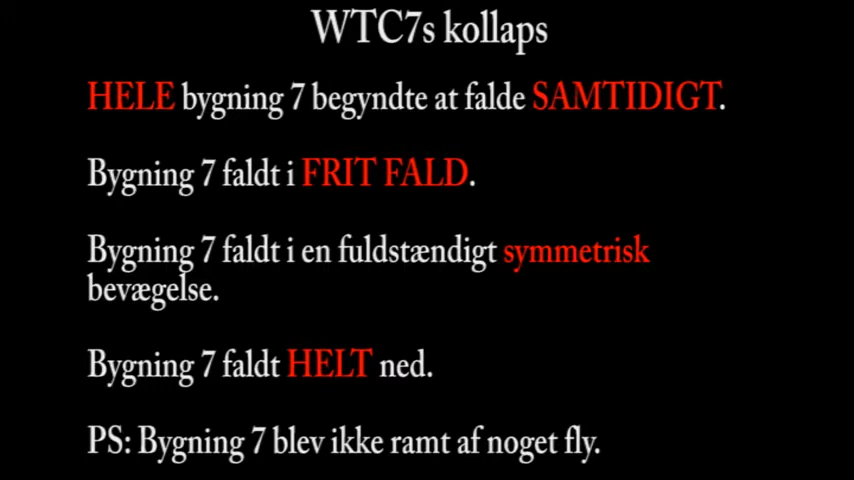 WTC7s kollaps
HELE bygning 7 begyndte at falde SAMTIDIGT.
Bygning 7 faldt i FRIT FALD.
Bygning 7 faldt i en fuldstændigt symmetrisk
bevægelse.
Bygning 7 faldt HELT ned.
PS: Bygning 7 blev ikke ramt af noget fly.